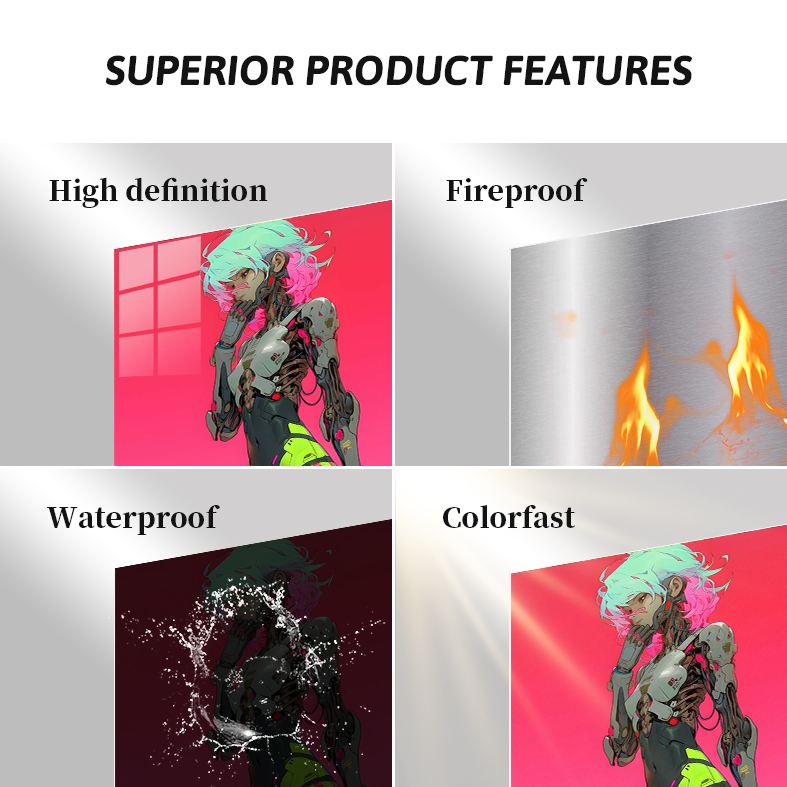 SUPERIOR PRODUCT FEATURES
High definition
Fireproof
Waterproof
Colorfast